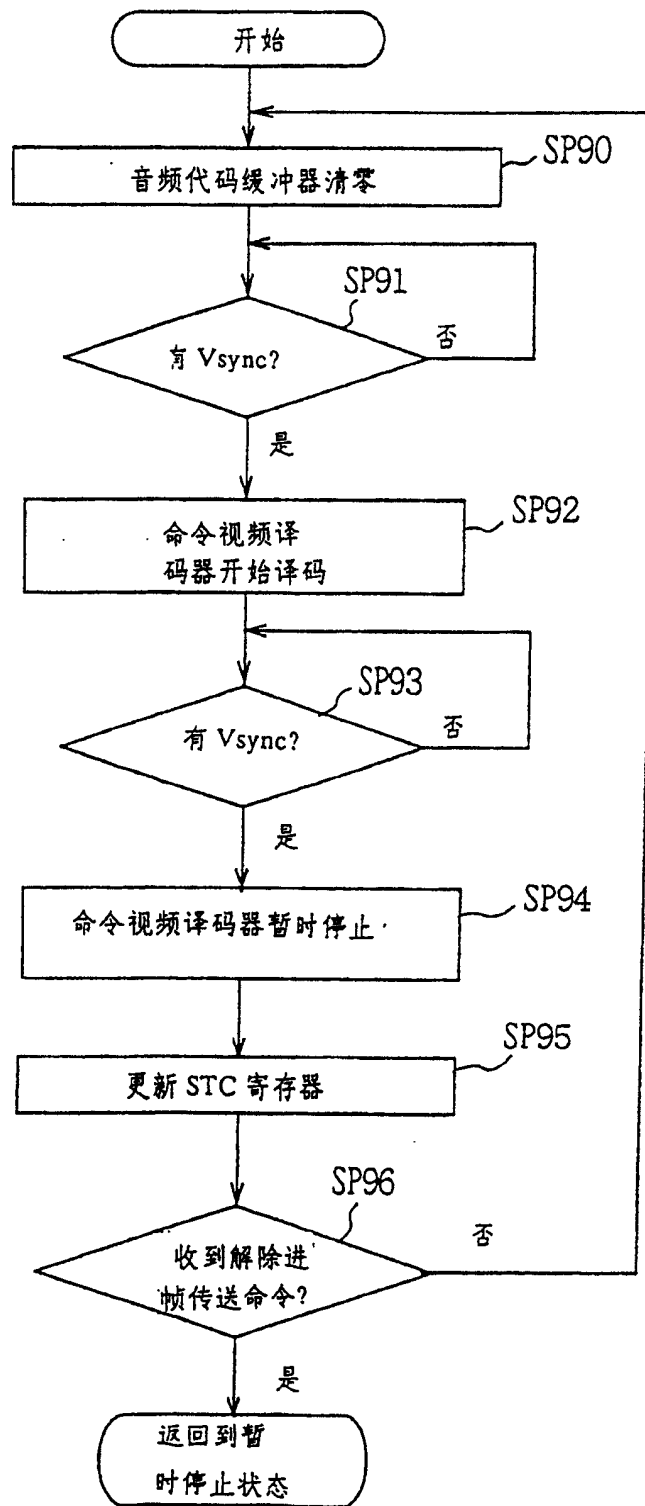 开始
SP90
音频代码缓冲器清零
SP91
有 Vsync?
否
是
SP92
命令视频译
码器开始译码
SP93
有 Vsync?
否
是
SP94
命令视频译码器暂时停止
SP95
更新 STC 寄存器
SP96
收到解除进
帧传送命令?
否
是
返回到暂
时停止状态